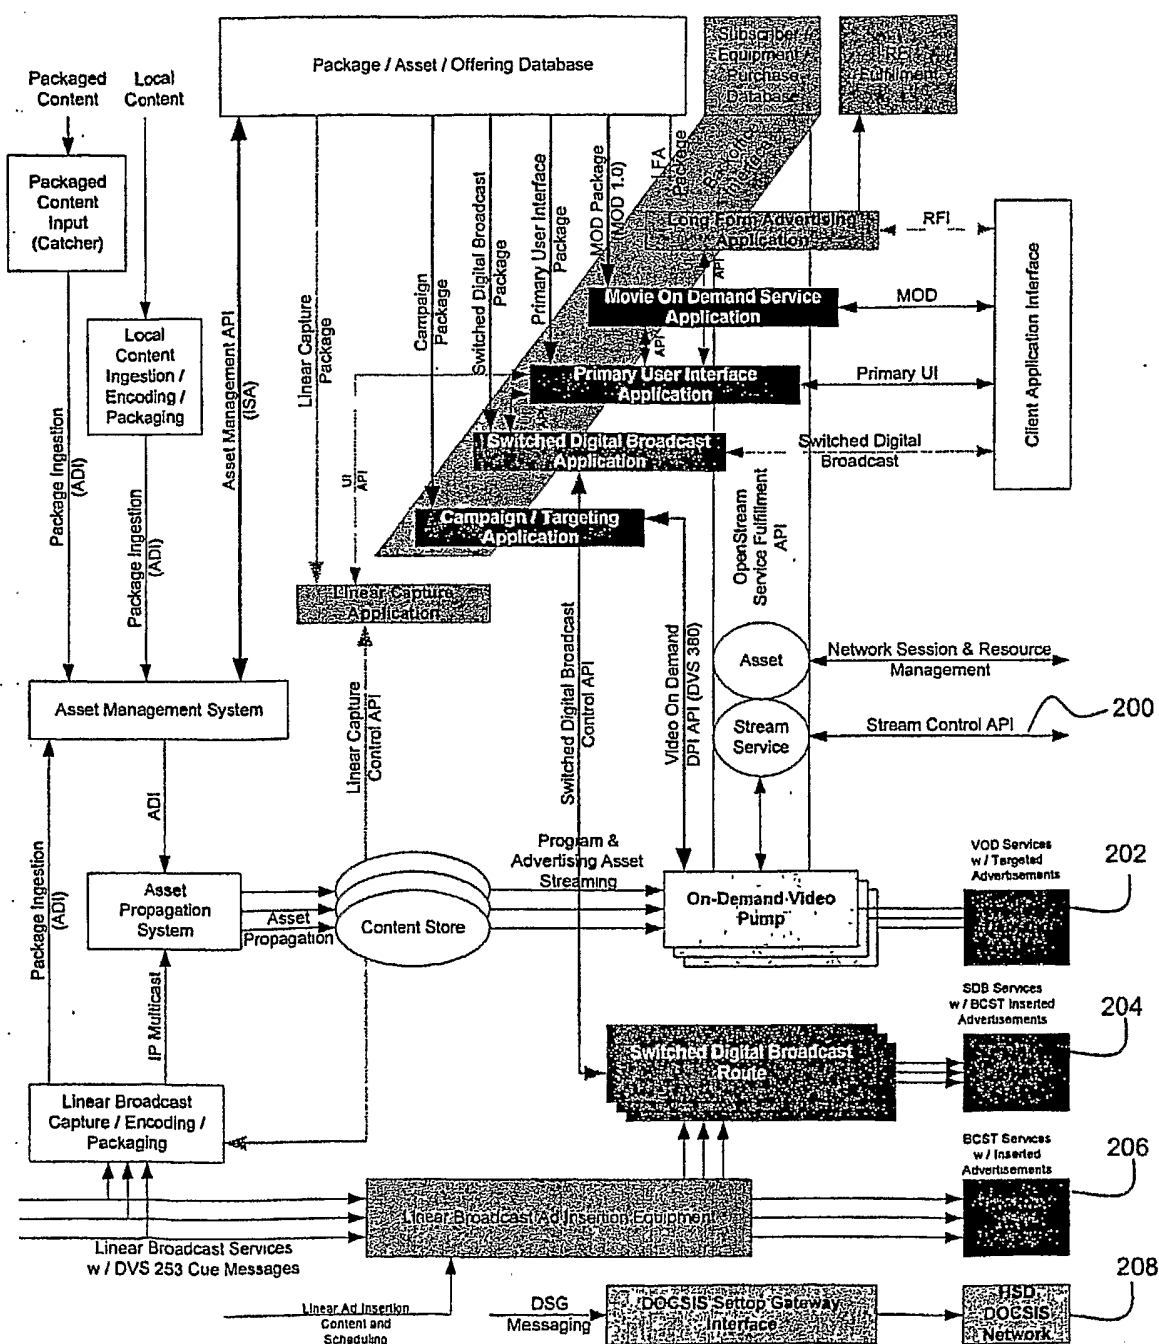 Package / Asset / Offering Database
Subscriber /
Equipment /
Purchase
Database
RFI
Fulfilment
Packaged
Content
Local
Content
Packaged
Content
Input
(Catcher)
Local
Content
Ingestion /
Encoding /
Packaging
Package Ingestion
(ADI)
Package Ingestion
(ADI)
Asset Management API
(ISA)
Linear Capture
Package
Campaign
Package
Switched Digital Broadcast
Package
Primary User Interface
Package
MOD Package
(MOD 1.0)
LFA
Package
Long Form Advertising
Application
RFI
UI
API
Movie On Demand Service
Application
MOD
API
Primary User Interface
Application
Primary UI
Client Application Interface
Switched Digital Broadcast
Application
Switched Digital
Broadcast
UI
API
Campaign / Targeting
Application
OpenStream
Service Fulfillment
API
Linear Capture
Application
Asset
Network Session & Resource
Management
Asset Management System
Linear Capture
Control API
Switched Digital Broadcast
Control API
Video On Demand
DPI API (DVS 380)
Stream
Service
Stream Control API
200
ADI
Package Ingestion
(ADI)
Asset
Propagation
System
Asset
Propagation
Content Store
Program &
Advertising Asset
Streaming
On-Demand Video
Pump
VOD Services
w / Targeted
Advertisements
202
IP Multicast
SDB Services
w / BCST Inserted
Advertisements
204
Switched Digital Broadcast
Route
Linear Broadcast
Capture / Encoding /
Packaging
BCST Services
w / Inserted
Advertisements
206
Linear Broadcast Ad Insertion Equipment
Linear Broadcast Services
w / DVS 253 Cue Messages
Linear Ad Insertion
Content and
Scheduling
DSG
Messaging
DOCSIS Settop Gateway
Interface
HSD
DOCSIS
Network
208